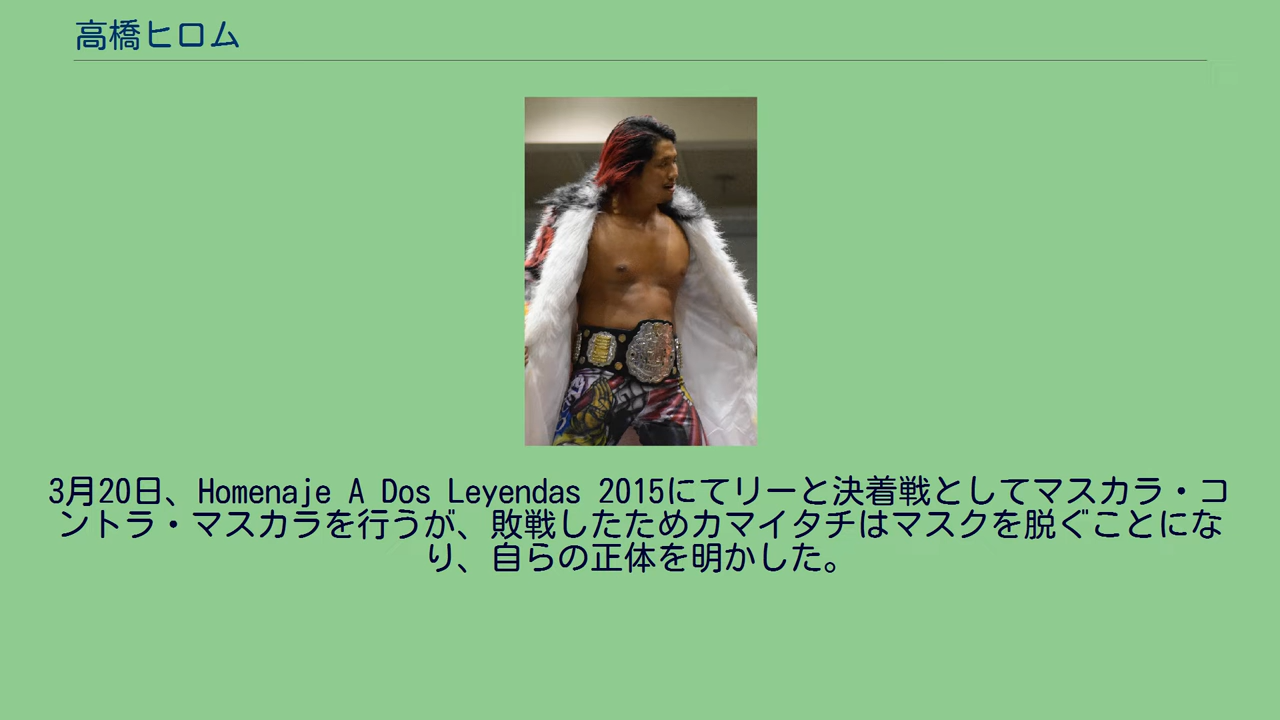 高橋ヒロム
3月20日、Homenaje A Dos Leyendas 2015にてリーと決着戦としてマスカラ・コ
ントラ・マスカラを行うが、敗戦したためカマイタチはマスクを脱ぐことにな
り、自らの正体を明かした。